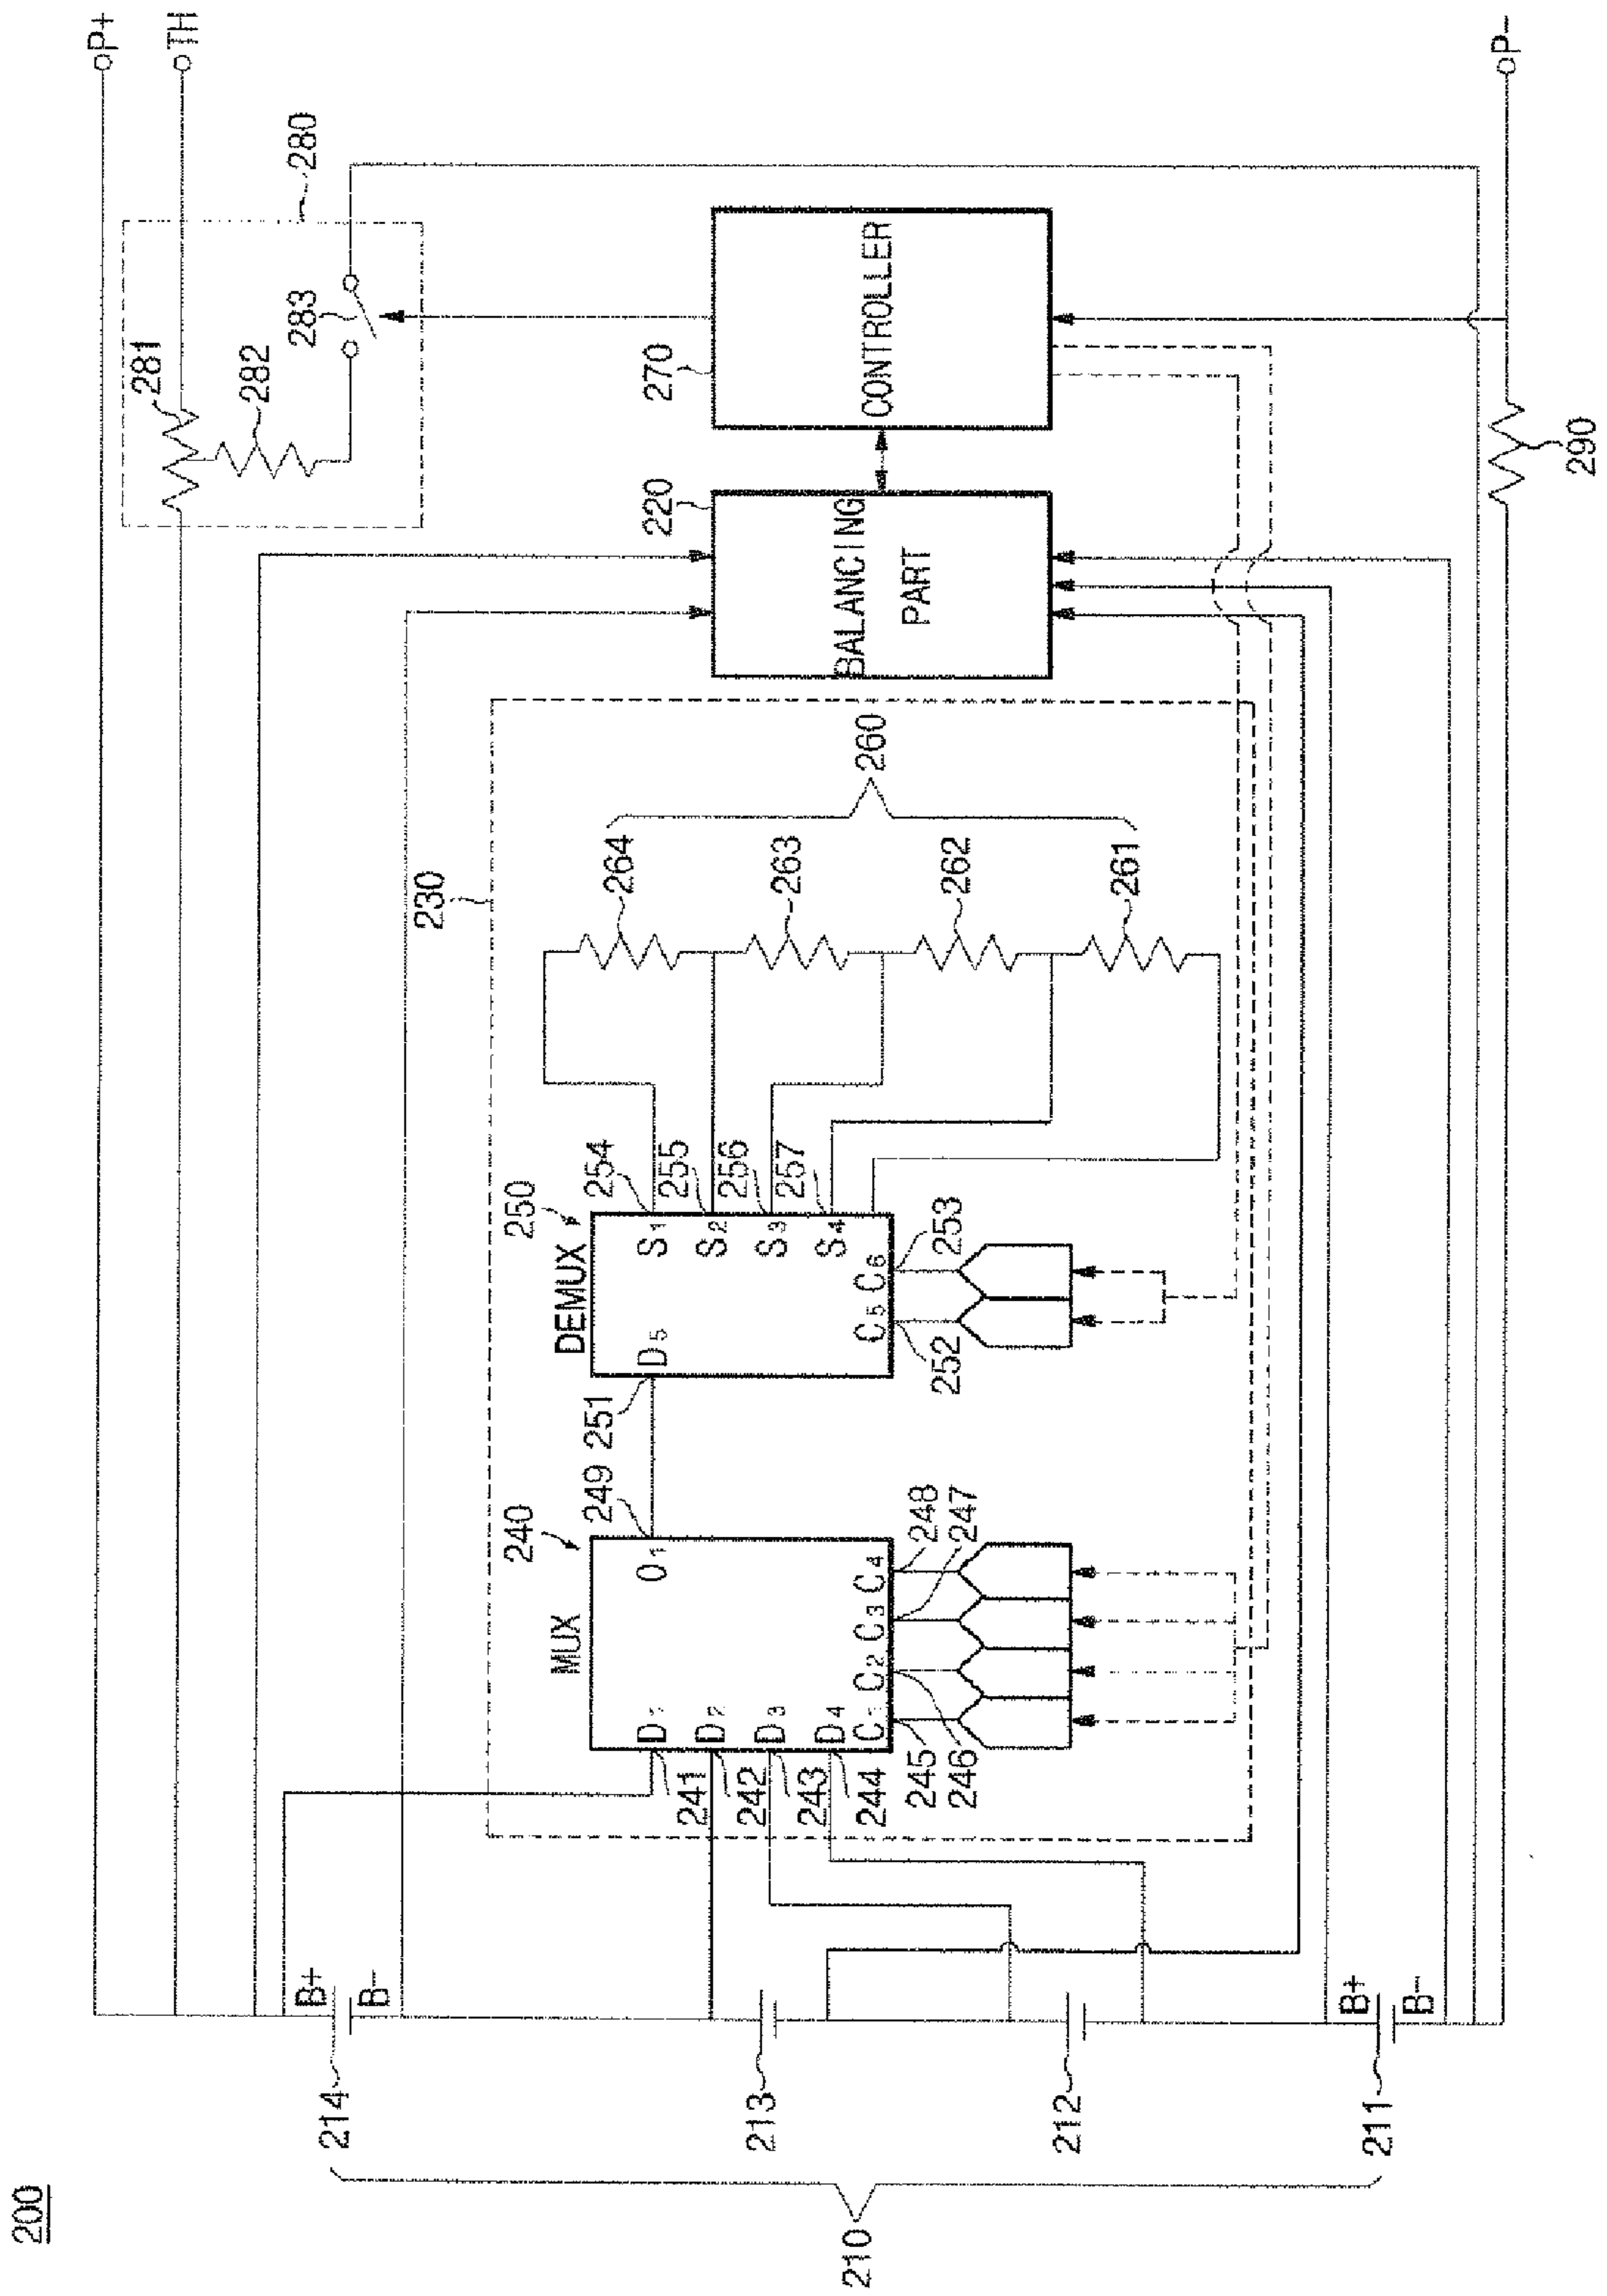 200
P+
TH
280
281
282
283
B+
214
B-
230
220
BALANCING
PART
270
CONTROLLER
240
MUX
D1
241
D2
242
D3
243
D4
244
O1
249
C1
C2
C3
C4
245
246
248
247
250
DEMUX
251
D5
S1
254
S2
255
S3
256
S4
257
C5
C6
252
253
264
263
262
261
260
210
213
212
B+
211
B-
290
P-